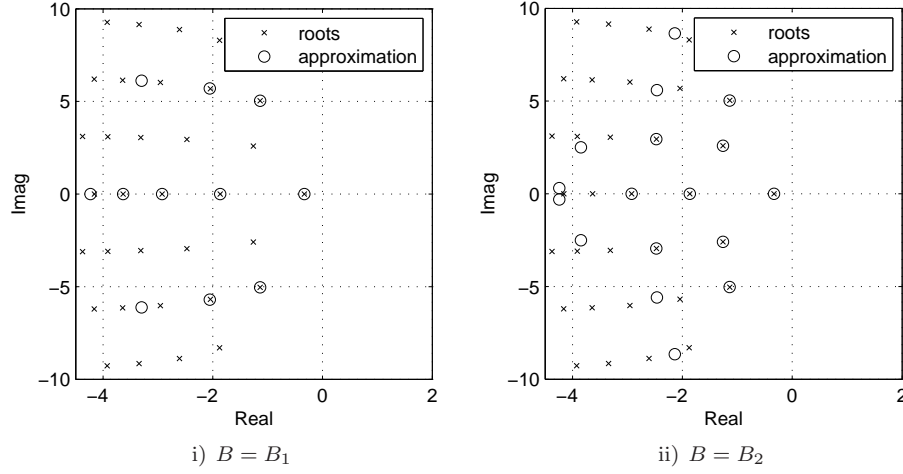 10
5
0
−5
−10
−4
−2
0
2
Real
Imag
roots
approximation
i) B = B₁
10
5
0
−5
−10
−4
−2
0
2
Real
Imag
roots
approximation
ii) B = B₂